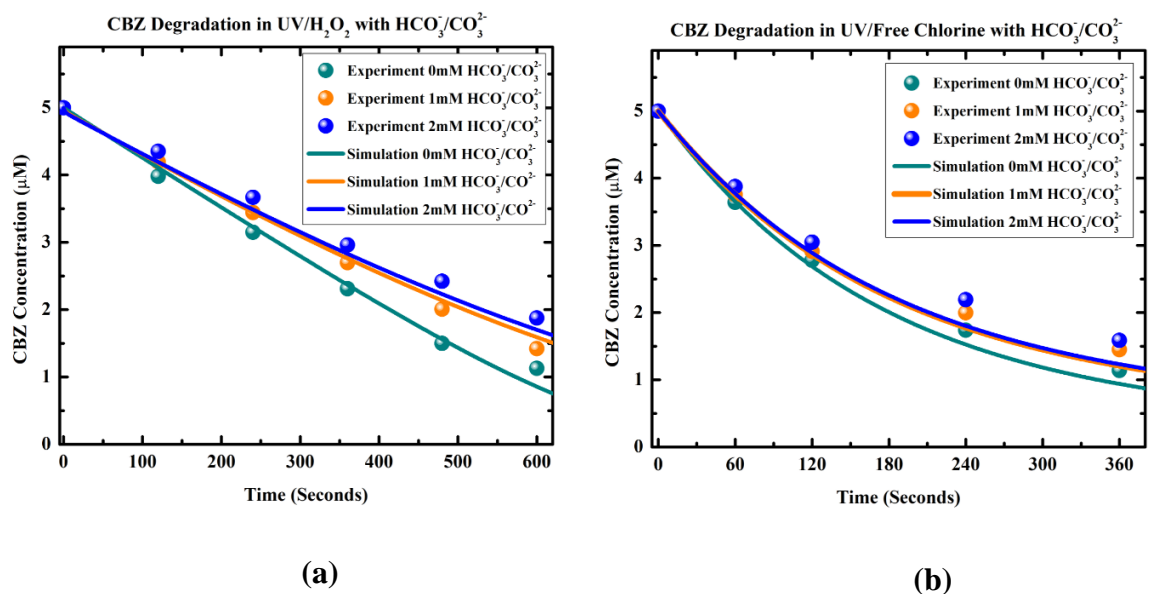 CBZ Degradation in UV/H₂O₂ with HCO₃⁻/CO₃²⁻
Experiment 0mM HCO₃⁻/CO₃²⁻
Experiment 1mM HCO₃⁻/CO₃²⁻
Experiment 2mM HCO₃⁻/CO₃²⁻
Simulation 0mM HCO₃⁻/CO₃²⁻
Simulation 1mM HCO₃⁻/CO₃²⁻
Simulation 2mM HCO₃⁻/CO²⁻
CBZ Concentration (μM)
5
4
3
2
1
0
0 100 200 300 400 500 600
Time (Seconds)
(a)
CBZ Degradation in UV/Free Chlorine with HCO₃⁻/CO₃²⁻
Experiment 0mM HCO₃⁻/CO₃²⁻
Experiment 1mM HCO₃⁻/CO₃²⁻
Experiment 2mM HCO₃⁻/CO₃²⁻
Simulation 0mM HCO₃⁻/CO₃²⁻
Simulation 1mM HCO₃⁻/CO₃²⁻
Simulation 2mM HCO₃⁻/CO₃²⁻
CBZ Concentration (μM)
5
4
3
2
1
0
0 60 120 180 240 300 360
Time (Seconds)
(b)